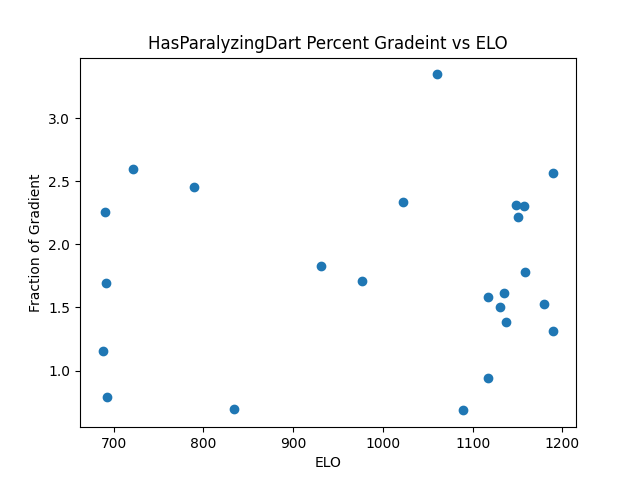 HasParalyzingDart Percent Gradeint vs ELO
Fraction of Gradient
3.0
2.5
2.0
1.5
1.0
700 800 900 1000 1100 1200
ELO